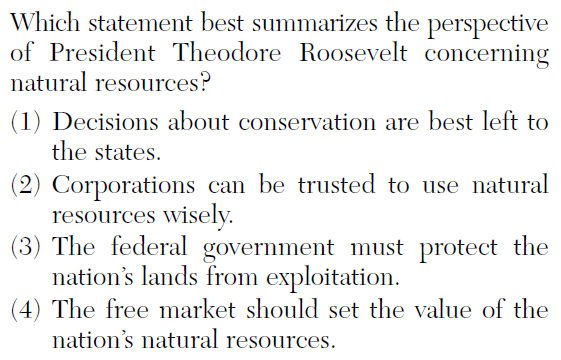 Which statement best summarizes the perspective
of President Theodore Roosevelt concerning
natural resources?
(1) Decisions about conservation are best left to
the states.
(2) Corporations can be trusted to use natural
resources wisely.
(3) The federal government must protect the
nation’s lands from exploitation.
(4) The free market should set the value of the
nation’s natural resources.